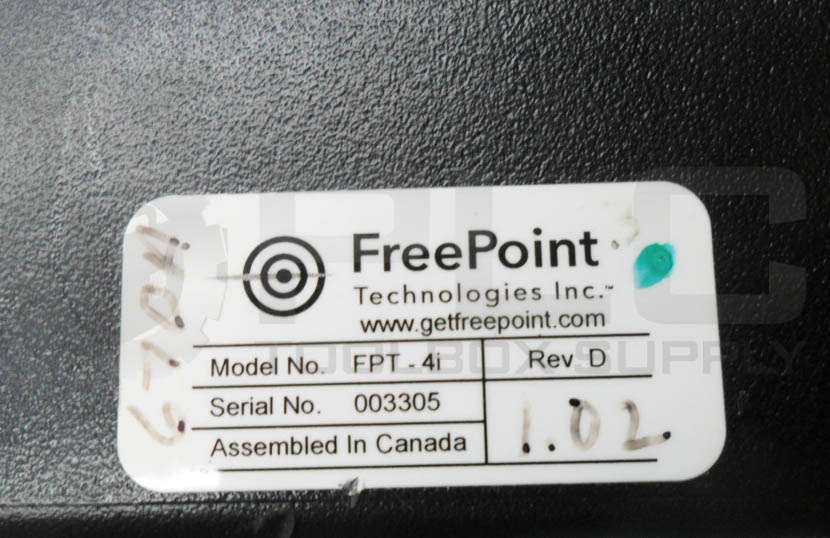 FreePoint
Technologies Inc.™
www.getfreepoint.com
Model No. FPT - 4i Rev D
Serial No. 003305
Assembled In Canada
1.02
PLC
TOOLBOX SUPPLY